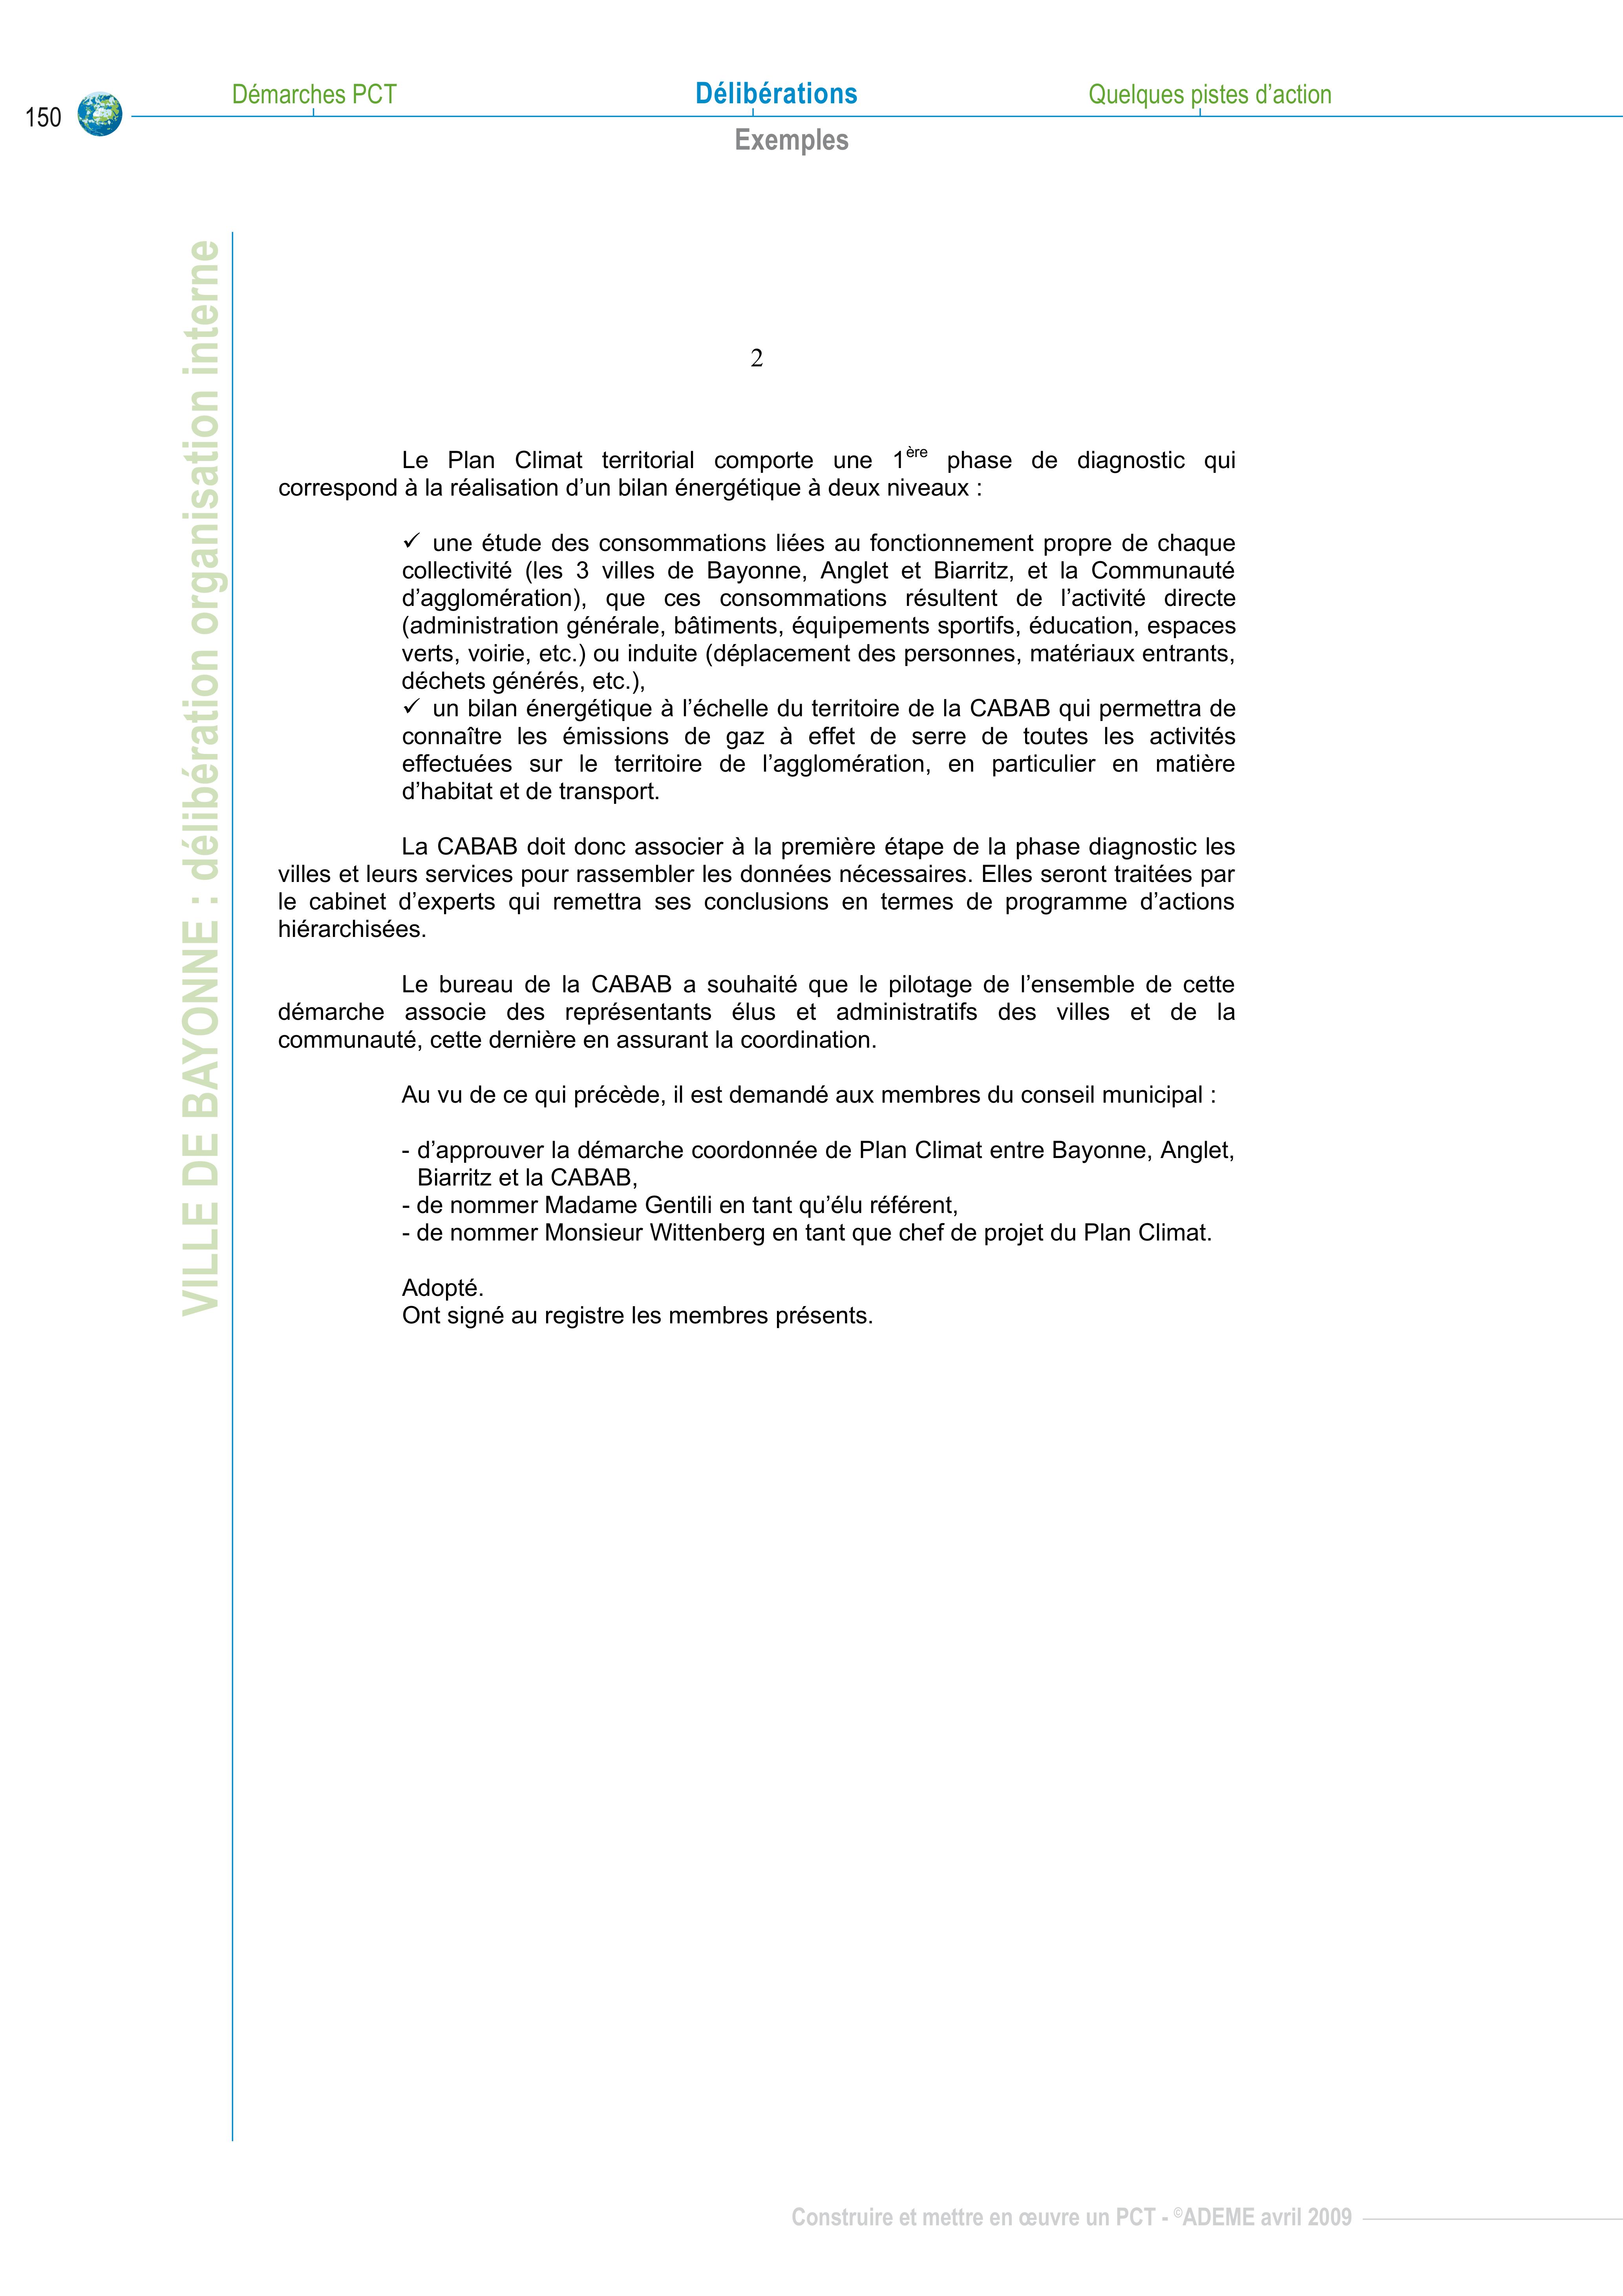 150
Démarches PCT
Délibérations
Quelques pistes d’action
Exemples
VILLE DE BAYONNE : délibération organisation interne
2
Le Plan Climat territorial comporte une 1ère phase de diagnostic qui
correspond à la réalisation d’un bilan énergétique à deux niveaux :
✓ une étude des consommations liées au fonctionnement propre de chaque
collectivité (les 3 villes de Bayonne, Anglet et Biarritz, et la Communauté
d’agglomération), que ces consommations résultent de l’activité directe
(administration générale, bâtiments, équipements sportifs, éducation, espaces
verts, voirie, etc.) ou induite (déplacement des personnes, matériaux entrants,
déchets générés, etc.),
✓ un bilan énergétique à l’échelle du territoire de la CABAB qui permettra de
connaître les émissions de gaz à effet de serre de toutes les activités
effectuées sur le territoire de l’agglomération, en particulier en matière
d’habitat et de transport.
La CABAB doit donc associer à la première étape de la phase diagnostic les
villes et leurs services pour rassembler les données nécessaires. Elles seront traitées par
le cabinet d’experts qui remettra ses conclusions en termes de programme d’actions
hiérarchisées.
Le bureau de la CABAB a souhaité que le pilotage de l’ensemble de cette
démarche associe des représentants élus et administratifs des villes et de la
communauté, cette dernière en assurant la coordination.
Au vu de ce qui précède, il est demandé aux membres du conseil municipal :
- d’approuver la démarche coordonnée de Plan Climat entre Bayonne, Anglet,
Biarritz et la CABAB,
- de nommer Madame Gentili en tant qu’élu référent,
- de nommer Monsieur Wittenberg en tant que chef de projet du Plan Climat.
Adopté.
Ont signé au registre les membres présents.
Construire et mettre en œuvre un PCT - ©ADEME avril 2009